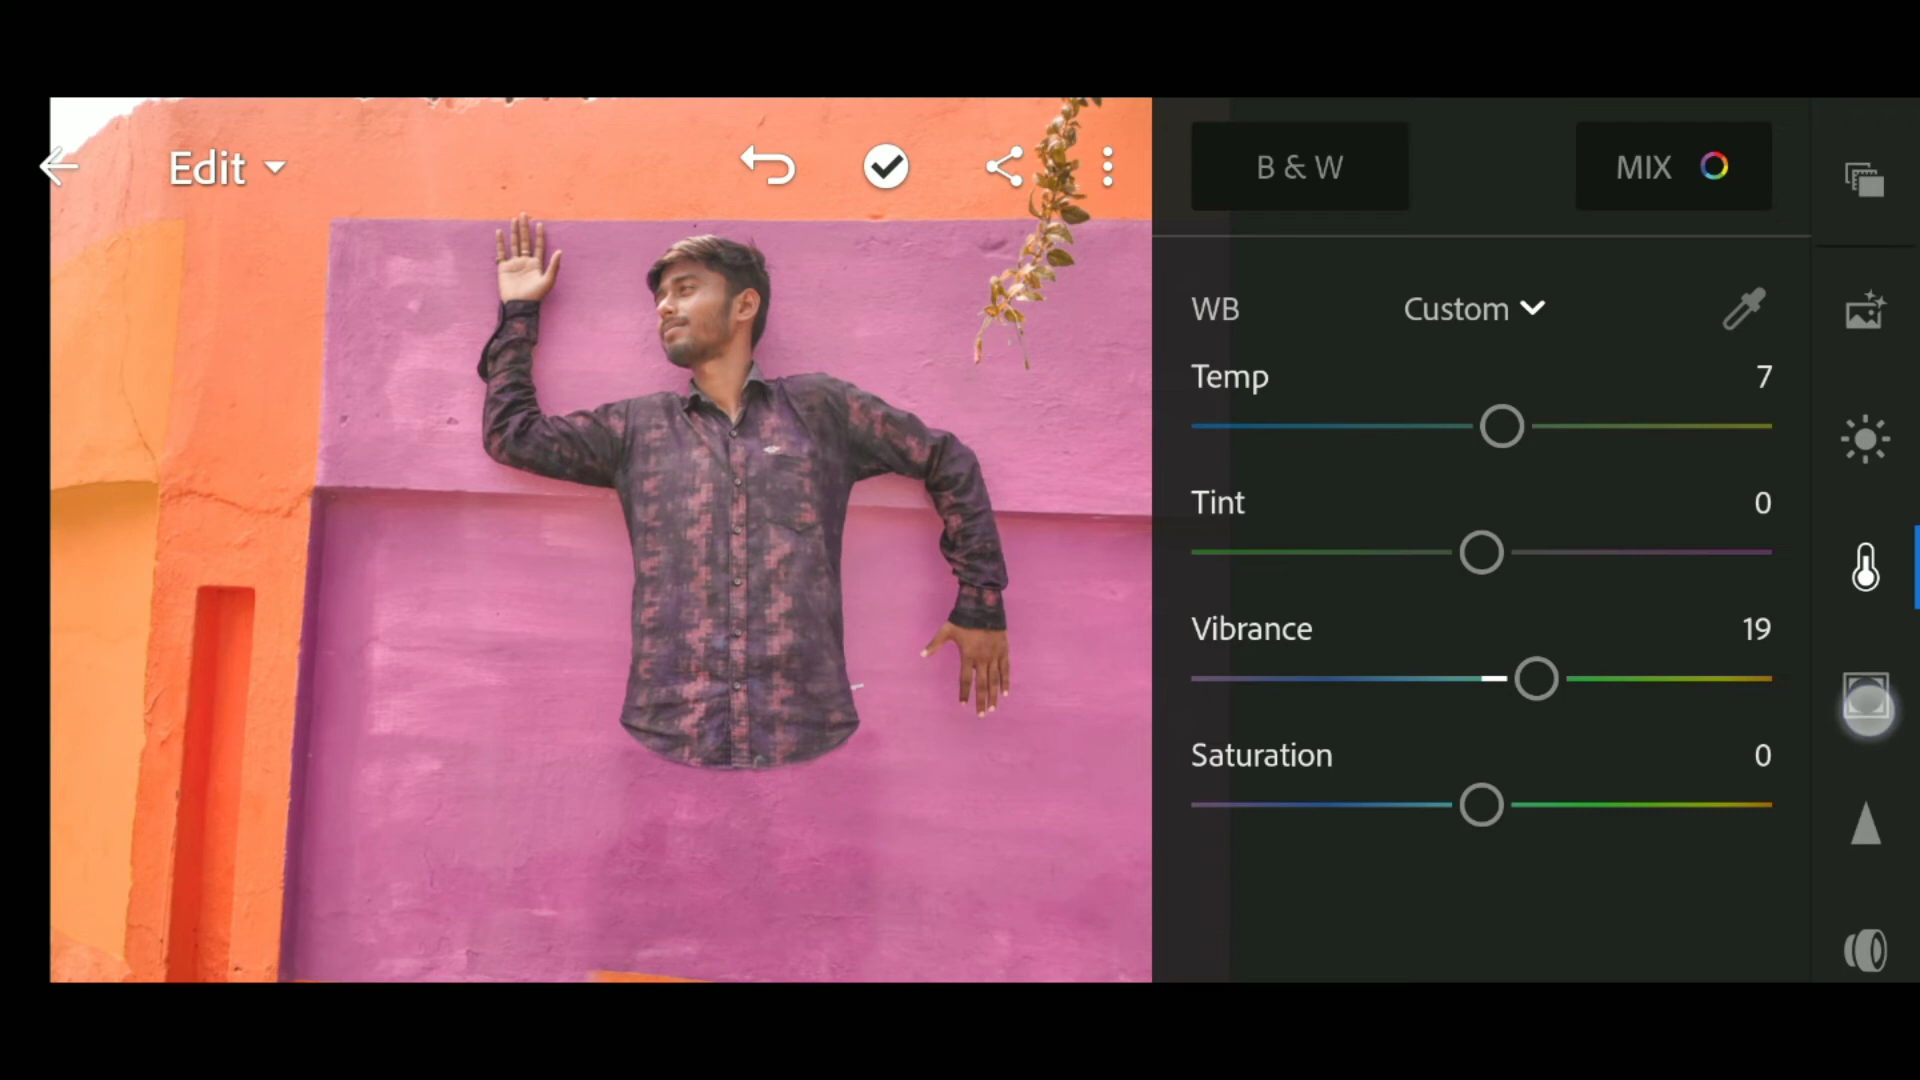 Edit
B & W
MIX
WB
Custom
Temp
7
Tint
0
Vibrance
19
Saturation
0